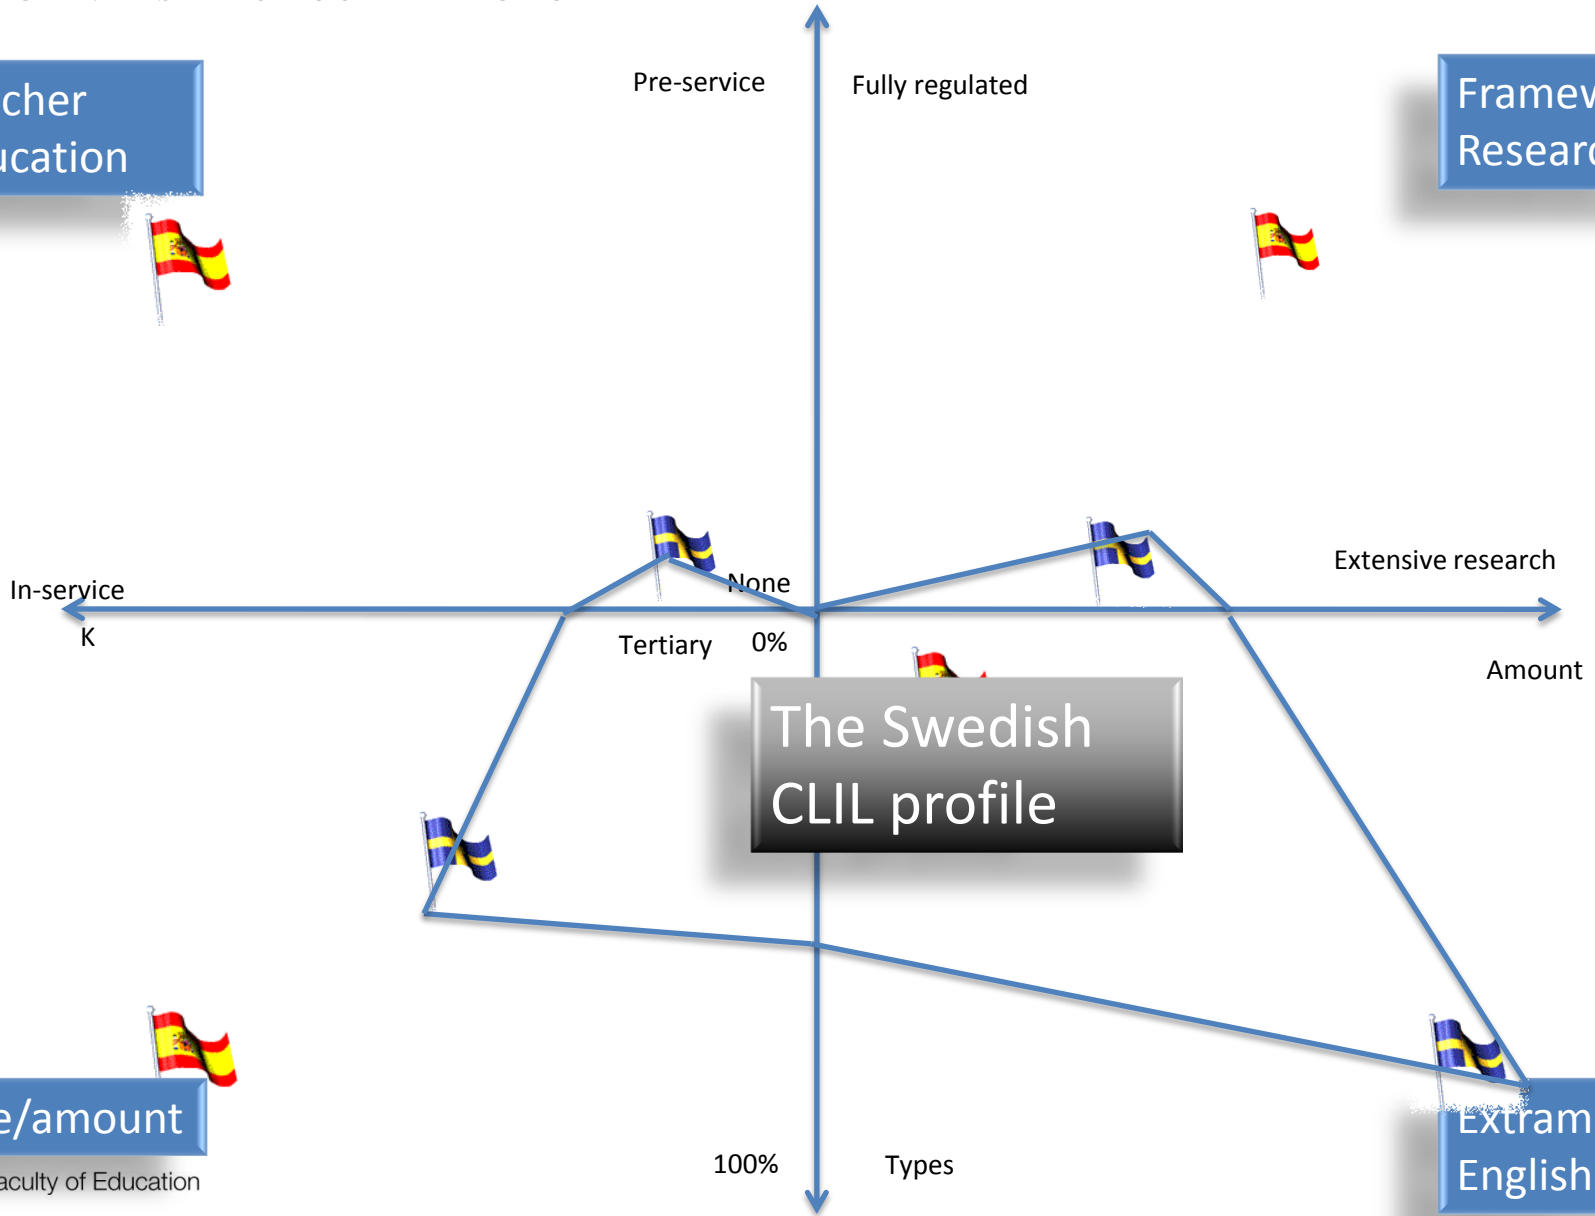 cher
ucation
Pre-service
Fully regulated
Framew
Researc
In-service
None
Extensive research
K
Tertiary
0%
Amount
The Swedish
CLIL profile
e/amount
aculty of Education
100%
Types
Extram
English